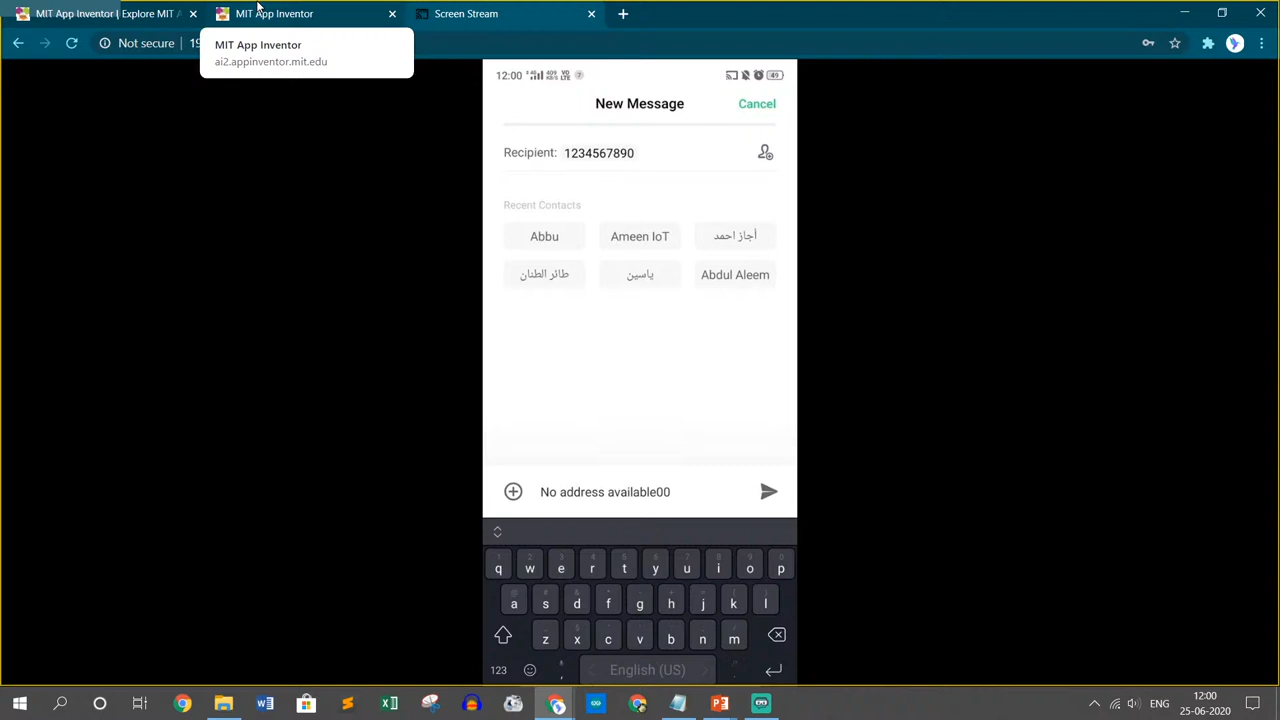 MIT App Inventor | Explore MIT A
MIT App Inventor
Screen Stream
Not secure
19
MIT App Inventor
ai2.appinventor.mit.edu
12:00
49
New Message
Cancel
Recipient: 1234567890
Recent Contacts
Abbu
Ameen IoT
أجاز احمد
طائر الطنان
ياسين
Abdul Aleem
No address available00
q w e r t y u i o p
a s d f g h j k l
z x c v b n m
123
English (US)
ENG
12:00
25-06-2020